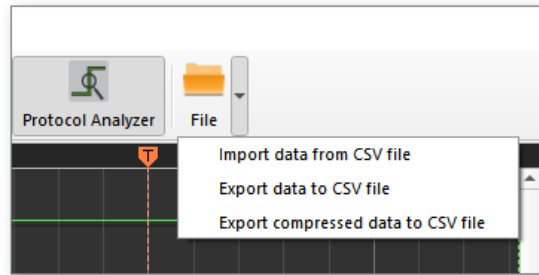 Protocol Analyzer
File
T
Import data from CSV file
Export data to CSV file
Export compressed data to CSV file